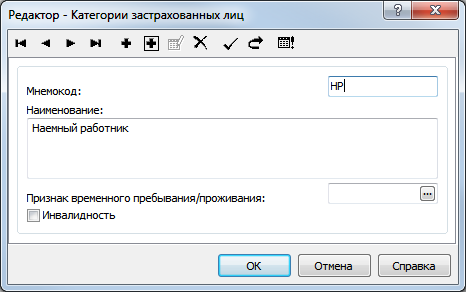 Редактор - Категории застрахованных лиц
Мнемокод: НР
Наименование:
Наемный работник
Признак временного пребывания/проживания: ...
Инвалидность
ОК Отмена Справка